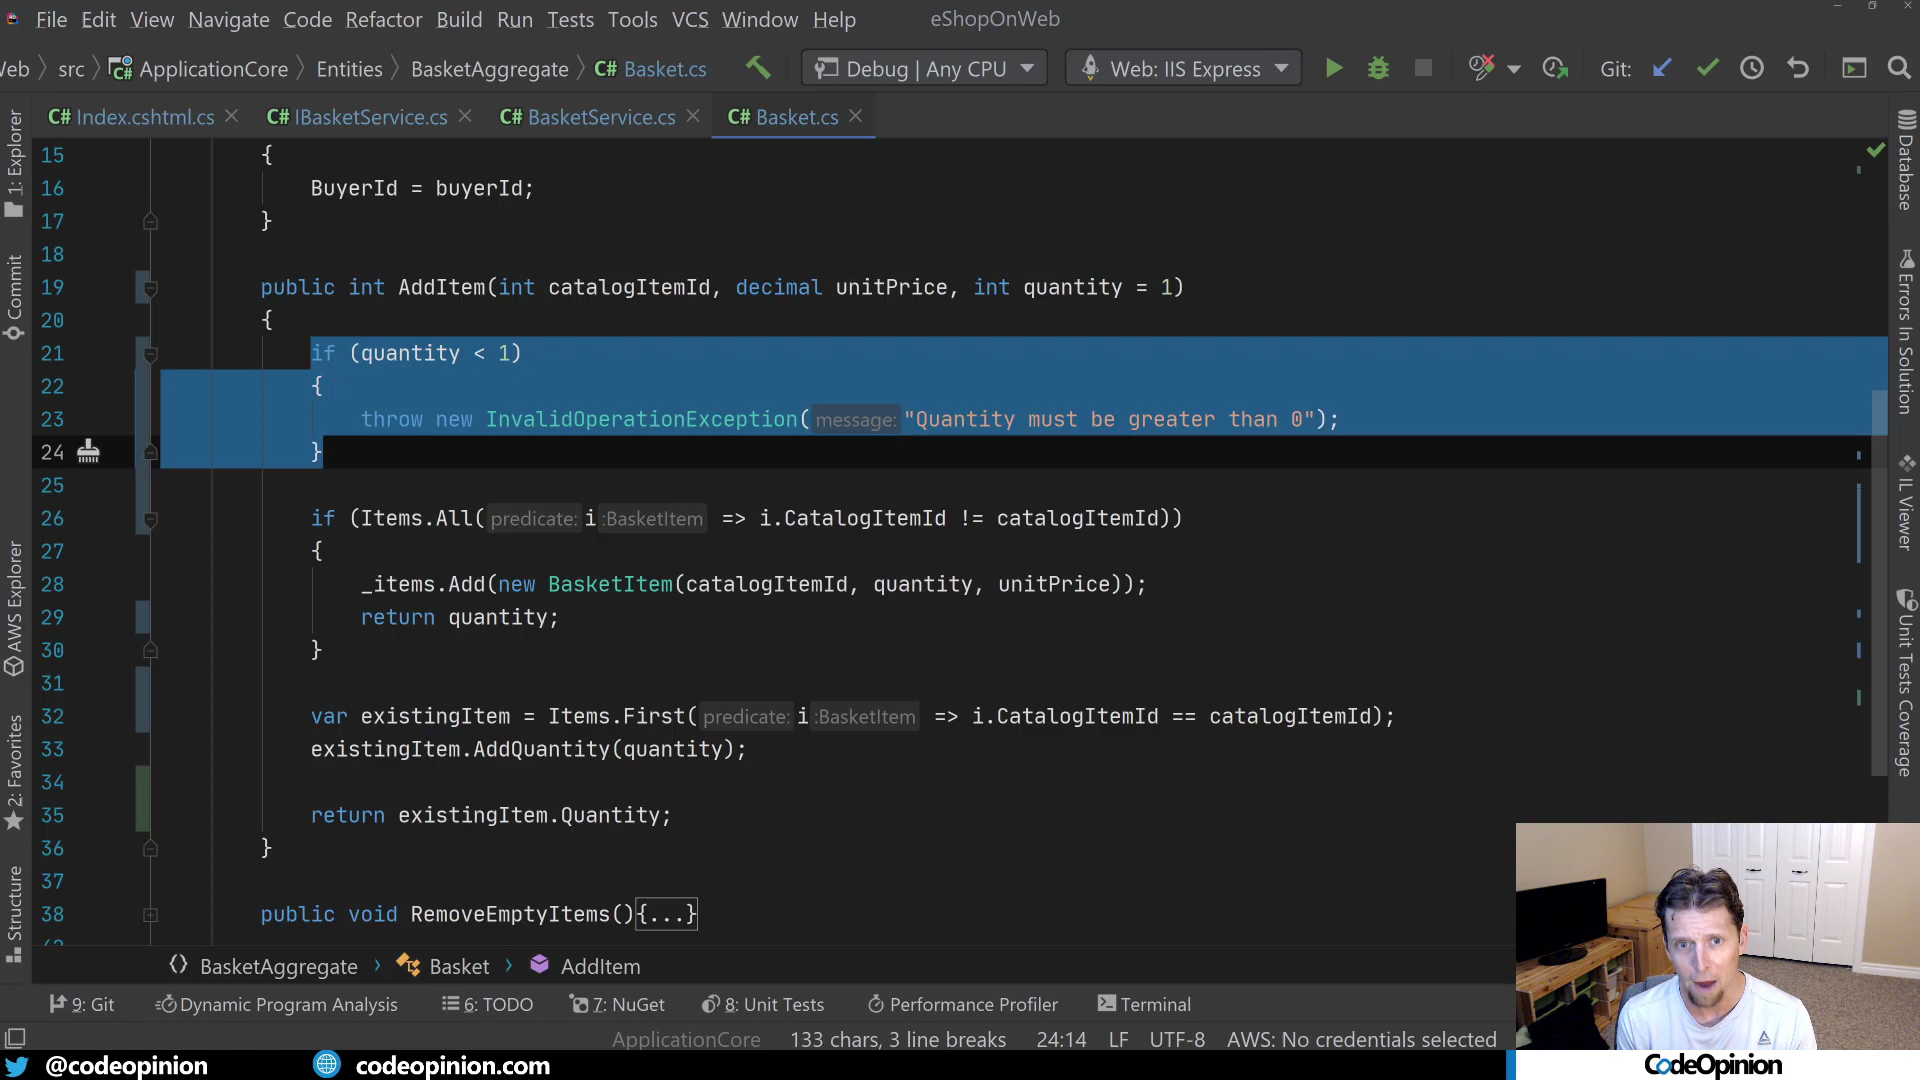 File Edit View Navigate Code Refactor Build Run Tests Tools VCS Window Help eShopOnWeb
Web src ApplicationCore Entities BasketAggregate C# Basket.cs Debug | Any CPU Web: IIS Express Git:
C# Index.cshtml.cs C# IBasketService.cs C# BasketService.cs C# Basket.cs
15 {
16 BuyerId = buyerId;
17 }
18
19 public int AddItem(int catalogItemId, decimal unitPrice, int quantity = 1)
20 {
21 if (quantity < 1)
22 {
23 throw new InvalidOperationException( message: "Quantity must be greater than 0");
24 }
25
26 if (Items.All( predicate: i :BasketItem => i.CatalogItemId != catalogItemId))
27 {
28 _items.Add(new BasketItem(catalogItemId, quantity, unitPrice));
29 return quantity;
30 }
31
32 var existingItem = Items.First( predicate: i :BasketItem => i.CatalogItemId == catalogItemId);
33 existingItem.AddQuantity(quantity);
34
35 return existingItem.Quantity;
36 }
37
38 public void RemoveEmptyItems(){...}
1: Explorer
Commit
AWS Explorer
2: Favorites
Structure
Database
Errors In Solution
IL Viewer
Unit Tests Coverage
BasketAggregate Basket AddItem
9: Git Dynamic Program Analysis 6: TODO 7: NuGet 8: Unit Tests Performance Profiler Terminal
ApplicationCore 133 chars, 3 line breaks 24:14 LF UTF-8 AWS: No credentials selected
@codeopinion codeopinion.com CodeOpinion